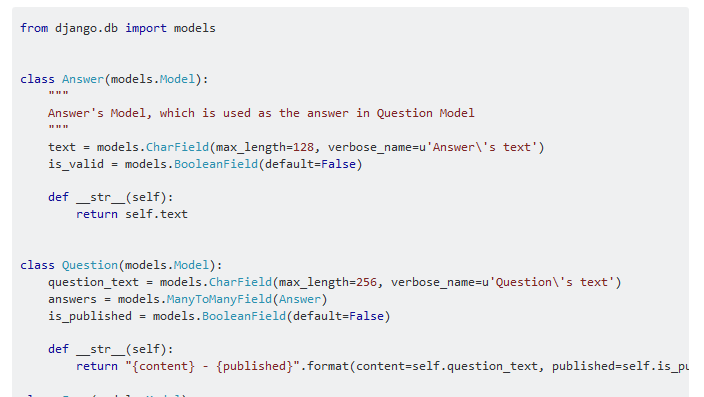 from django.db import models
class Answer(models.Model):
"""
Answer's Model, which is used as the answer in Question Model
"""
text = models.CharField(max_length=128, verbose_name=u'Answer\'s text')
is_valid = models.BooleanField(default=False)
def __str__(self):
return self.text
class Question(models.Model):
question_text = models.CharField(max_length=256, verbose_name=u'Question\'s text')
answers = models.ManyToManyField(Answer)
is_published = models.BooleanField(default=False)
def __str__(self):
return "{content} - {published}".format(content=self.question_text, published=self.is_pu